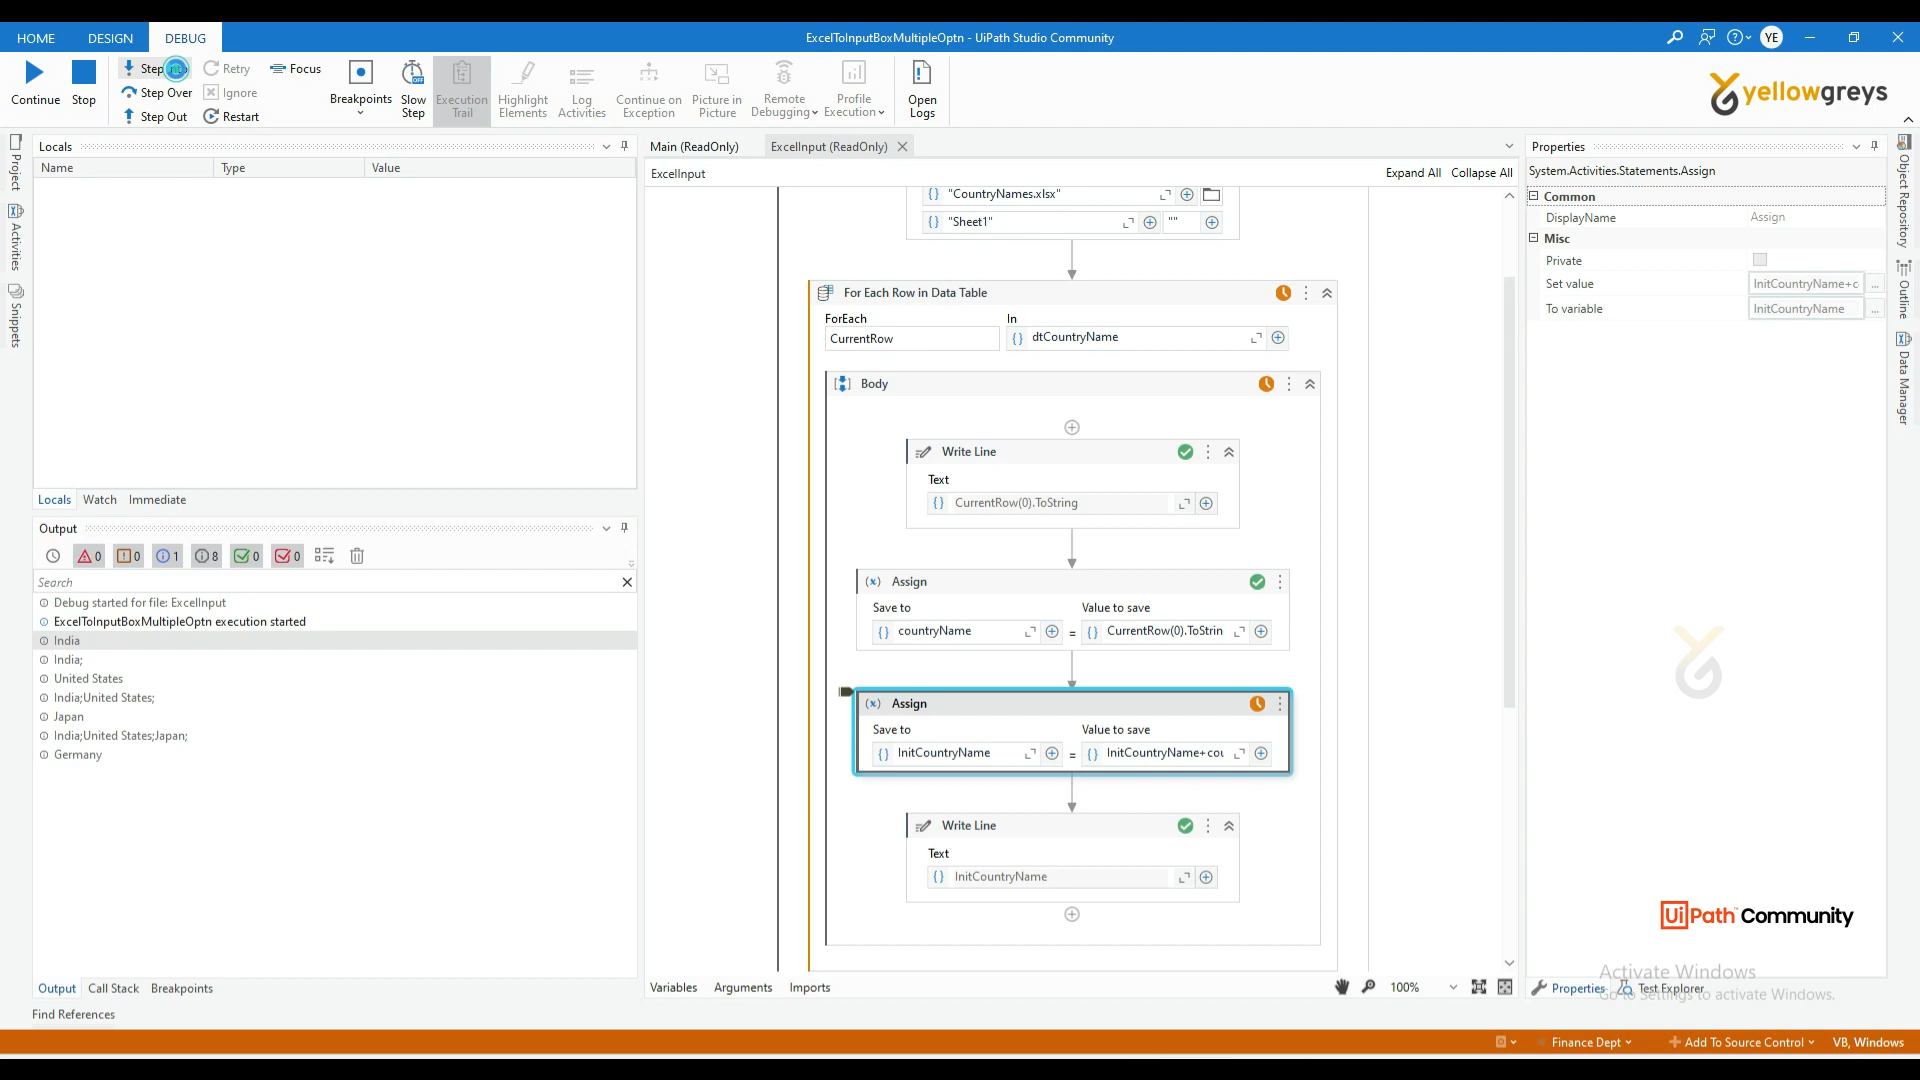 HOME DESIGN DEBUG
ExcelToInputBoxMultipleOptn - UiPath Studio Community
YE
Continue Stop
Step
Step Over
Step Out
Retry
Ignore
Restart
Focus
Breakpoints
Slow Step
OFF
Execution Trail
Highlight Elements
Log Activities
Continue on Exception
Picture in Picture
Remote Debugging
Profile Execution
Open Logs
yellowgreys
Project
Activities
Snippets
Locals
Name Type Value
Locals Watch Immediate
Output
0 0 1 8 0 0
Search
Debug started for file: ExcelInput
ExcelToInputBoxMultipleOptn execution started
India
India;
United States
India;United States;
Japan
India;United States;Japan;
Germany
Output Call Stack Breakpoints
Find References
Main (ReadOnly) ExcelInput (ReadOnly)
ExcelInput Expand All Collapse All
"CountryNames.xlsx"
"Sheet1" ""
For Each Row in Data Table
ForEach In
CurrentRow dtCountryName
Body
Write Line
Text
CurrentRow(0).ToString
Assign
Save to Value to save
countryName = CurrentRow(0).ToStrin
Assign
Save to Value to save
InitCountryName = InitCountryName+cou
Write Line
Text
InitCountryName
Variables Arguments Imports
100%
Properties
System.Activities.Statements.Assign
Common
DisplayName Assign
Misc
Private
Set value InitCountryName+c ...
To variable InitCountryName ...
Object Repository
Outline
Data Manager
UiPath Community
Activate Windows
Go to Settings to activate Windows.
Properties Test Explorer
Finance Dept Add To Source Control VB, Windows